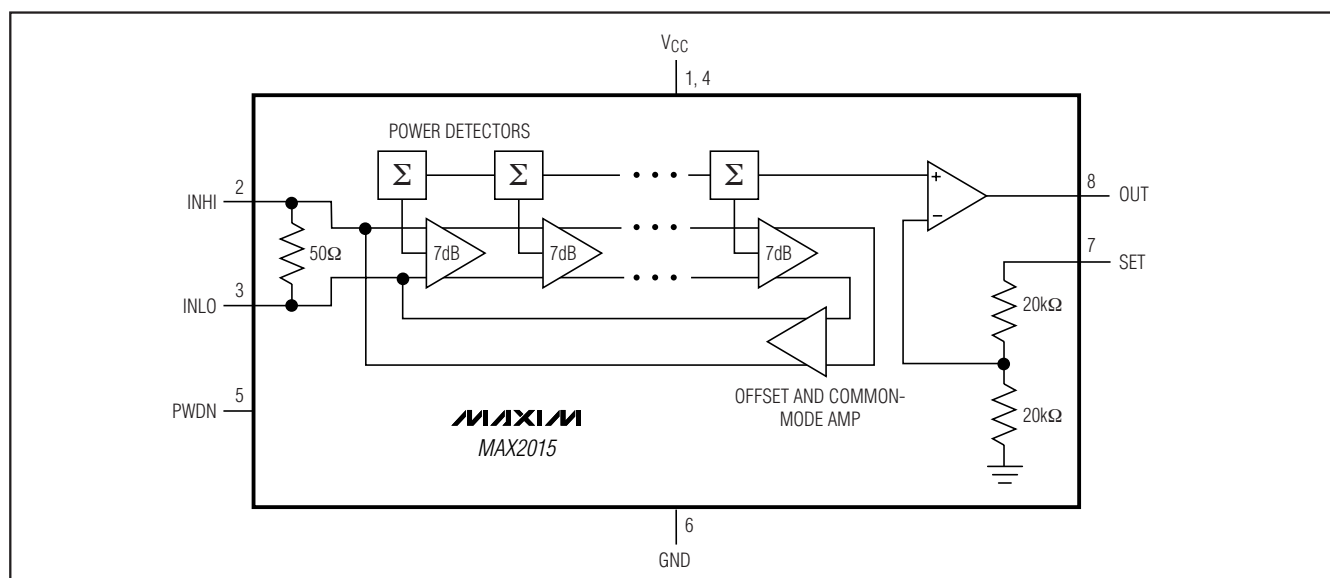 VCC
1, 4
POWER DETECTORS
Σ Σ • • • Σ
2
INHI
50Ω
7dB 7dB • • • 7dB
• • •
3
INLO
+
−
8
OUT
7
SET
20kΩ
20kΩ
OFFSET AND COMMON-
MODE AMP
5
PWDN
MAXIM
MAX2015
6
GND